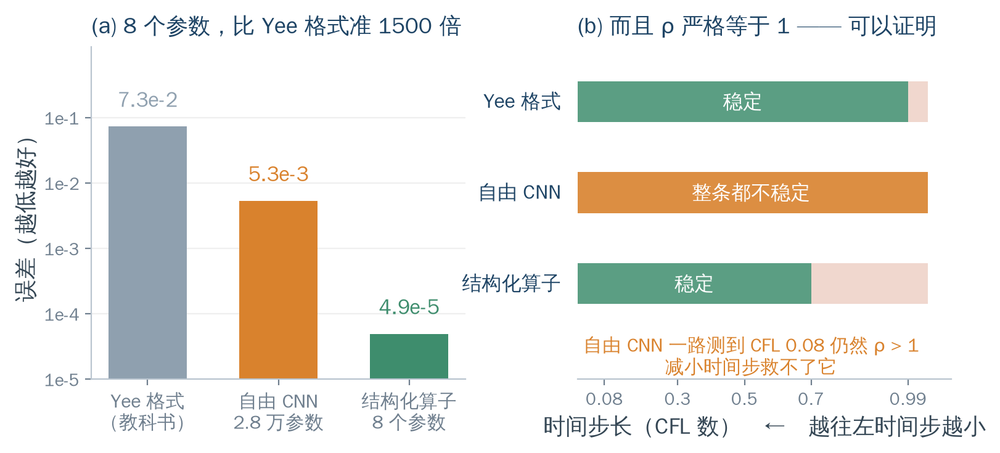 (a) 8 个参数，比 Yee 格式准 1500 倍
误差（越低越好）
1e-1
1e-2
1e-3
1e-4
1e-5
7.3e-2
5.3e-3
4.9e-5
Yee 格式
（教科书）
自由 CNN
2.8 万参数
结构化算子
8 个参数
(b) 而且 ρ 严格等于 1 —— 可以证明
Yee 格式
稳定
自由 CNN
整条都不稳定
结构化算子
稳定
自由 CNN 一路测到 CFL 0.08 仍然 ρ > 1
减小时间步救不了它
0.08
0.3
0.5
0.7
0.99
时间步长（CFL 数） ← 越往左时间步越小